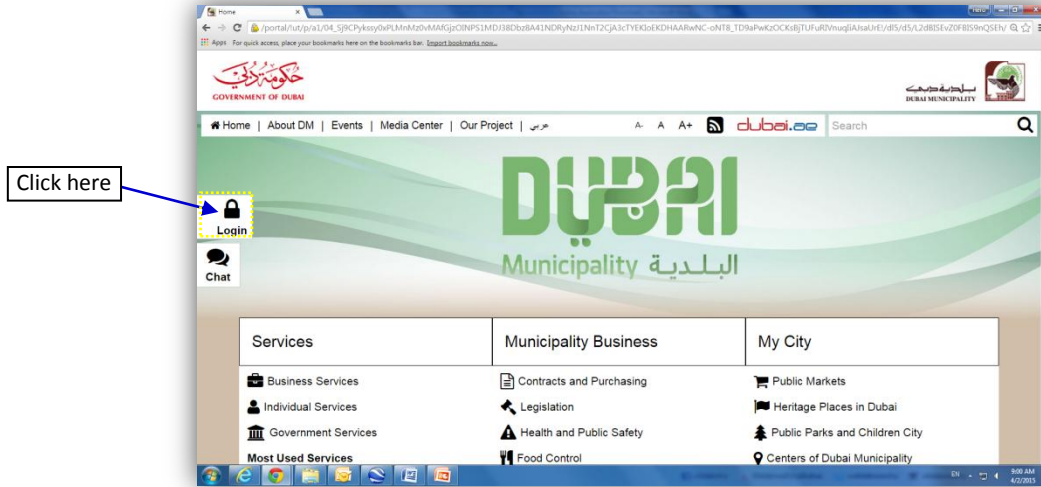 Home
Apps For quick access, place your bookmarks here on the bookmarks bar. Import bookmarks now...
حكومة دبي
GOVERNMENT OF DUBAI
بلدية دبي
DUBAI MUNICIPALITY
Home | About DM | Events | Media Center | Our Project | عربي A- A A+ dubai.ae Search
Click here
Login
Chat
DUBAI
Municipality البلدية
Services Municipality Business My City
Business Services Contracts and Purchasing Public Markets
Individual Services Legislation Heritage Places in Dubai
Government Services Health and Public Safety Public Parks and Children City
Most Used Services Food Control Centers of Dubai Municipality
EN 9:00 AM
4/2/2015